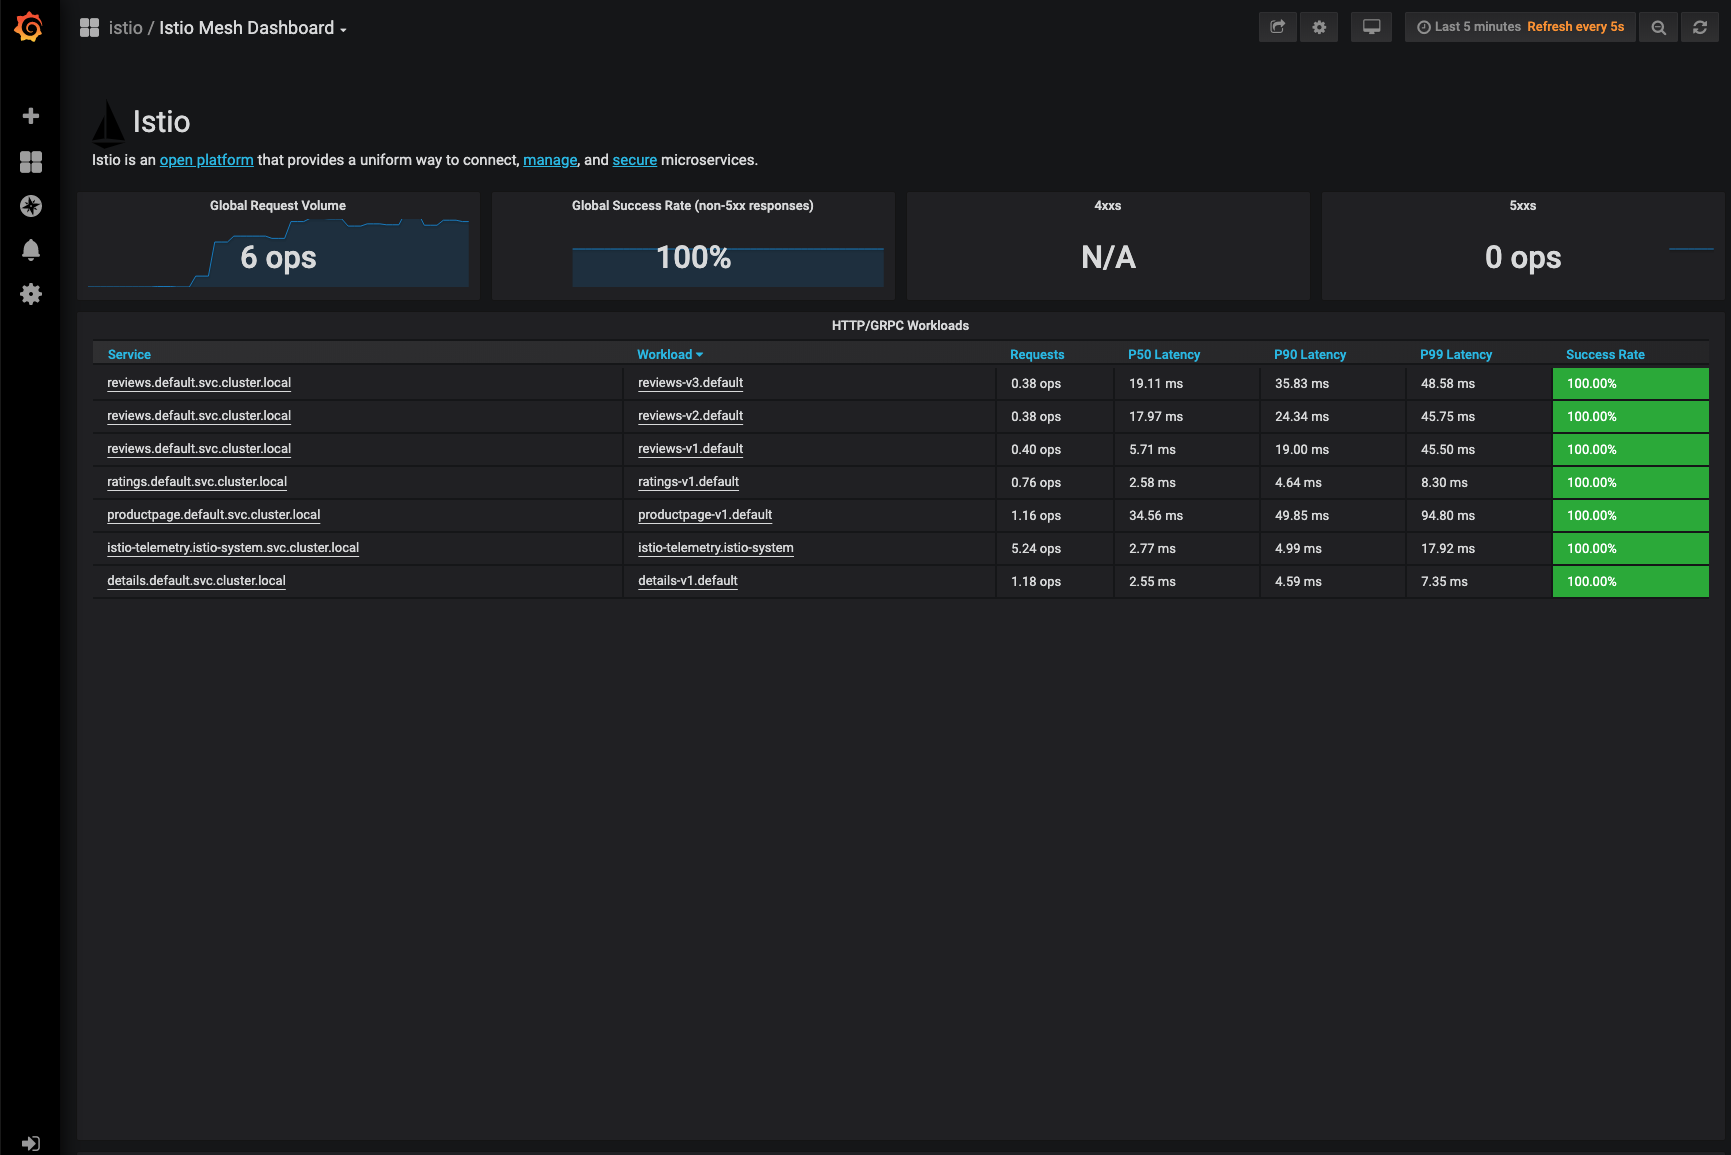 istio / Istio Mesh Dashboard
Last 5 minutes Refresh every 5s
Istio
Istio is an open platform that provides a uniform way to connect, manage, and secure microservices.
Global Request Volume
6 ops
Global Success Rate (non-5xx responses)
100%
4xxs
N/A
5xxs
0 ops
HTTP/GRPC Workloads
Service Workload Requests P50 Latency P90 Latency P99 Latency Success Rate
reviews.default.svc.cluster.local reviews-v3.default 0.38 ops 19.11 ms 35.83 ms 48.58 ms 100.00%
reviews.default.svc.cluster.local reviews-v2.default 0.38 ops 17.97 ms 24.34 ms 45.75 ms 100.00%
reviews.default.svc.cluster.local reviews-v1.default 0.40 ops 5.71 ms 19.00 ms 45.50 ms 100.00%
ratings.default.svc.cluster.local ratings-v1.default 0.76 ops 2.58 ms 4.64 ms 8.30 ms 100.00%
productpage.default.svc.cluster.local productpage-v1.default 1.16 ops 34.56 ms 49.85 ms 94.80 ms 100.00%
istio-telemetry.istio-system.svc.cluster.local istio-telemetry.istio-system 5.24 ops 2.77 ms 4.99 ms 17.92 ms 100.00%
details.default.svc.cluster.local details-v1.default 1.18 ops 2.55 ms 4.59 ms 7.35 ms 100.00%